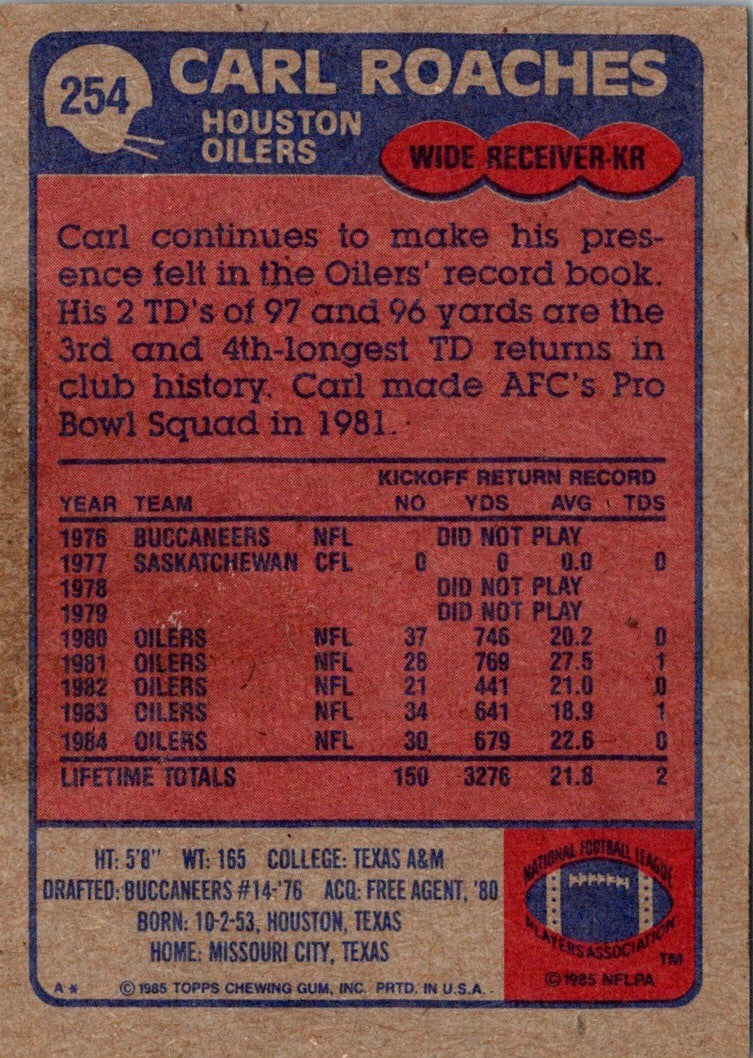 254
CARL ROACHES
HOUSTON
OILERS
WIDE RECEIVER-KR
Carl continues to make his pres-
ence felt in the Oilers' record book.
His 2 TD's of 97 and 96 yards are the
3rd and 4th-longest TD returns in
club history. Carl made AFC's Pro
Bowl Squad in 1981.
KICKOFF RETURN RECORD
YEAR TEAM NO YDS AVG TDS
1976 BUCCANEERS NFL DID NOT PLAY
1977 SASKATCHEWAN CFL 0 0 0.0 0
1978 DID NOT PLAY
1979 DID NOT PLAY
1980 OILERS NFL 37 746 20.2 0
1981 OILERS NFL 28 769 27.5 1
1982 OILERS NFL 21 441 21.0 0
1983 OILERS NFL 34 641 18.9 1
1984 OILERS NFL 30 679 22.6 0
LIFETIME TOTALS 150 3276 21.8 2
HT: 5'8" WT: 165 COLLEGE: TEXAS A&M
DRAFTED: BUCCANEERS #14-'76 ACQ: FREE AGENT, '80
BORN: 10-2-53, HOUSTON, TEXAS
HOME: MISSOURI CITY, TEXAS
A* © 1985 TOPPS CHEWING GUM, INC. PRTD. IN U.S.A.
NATIONAL FOOTBALL LEAGUE
PLAYERS ASSOCIATION
TM
© 1985 NFLPA